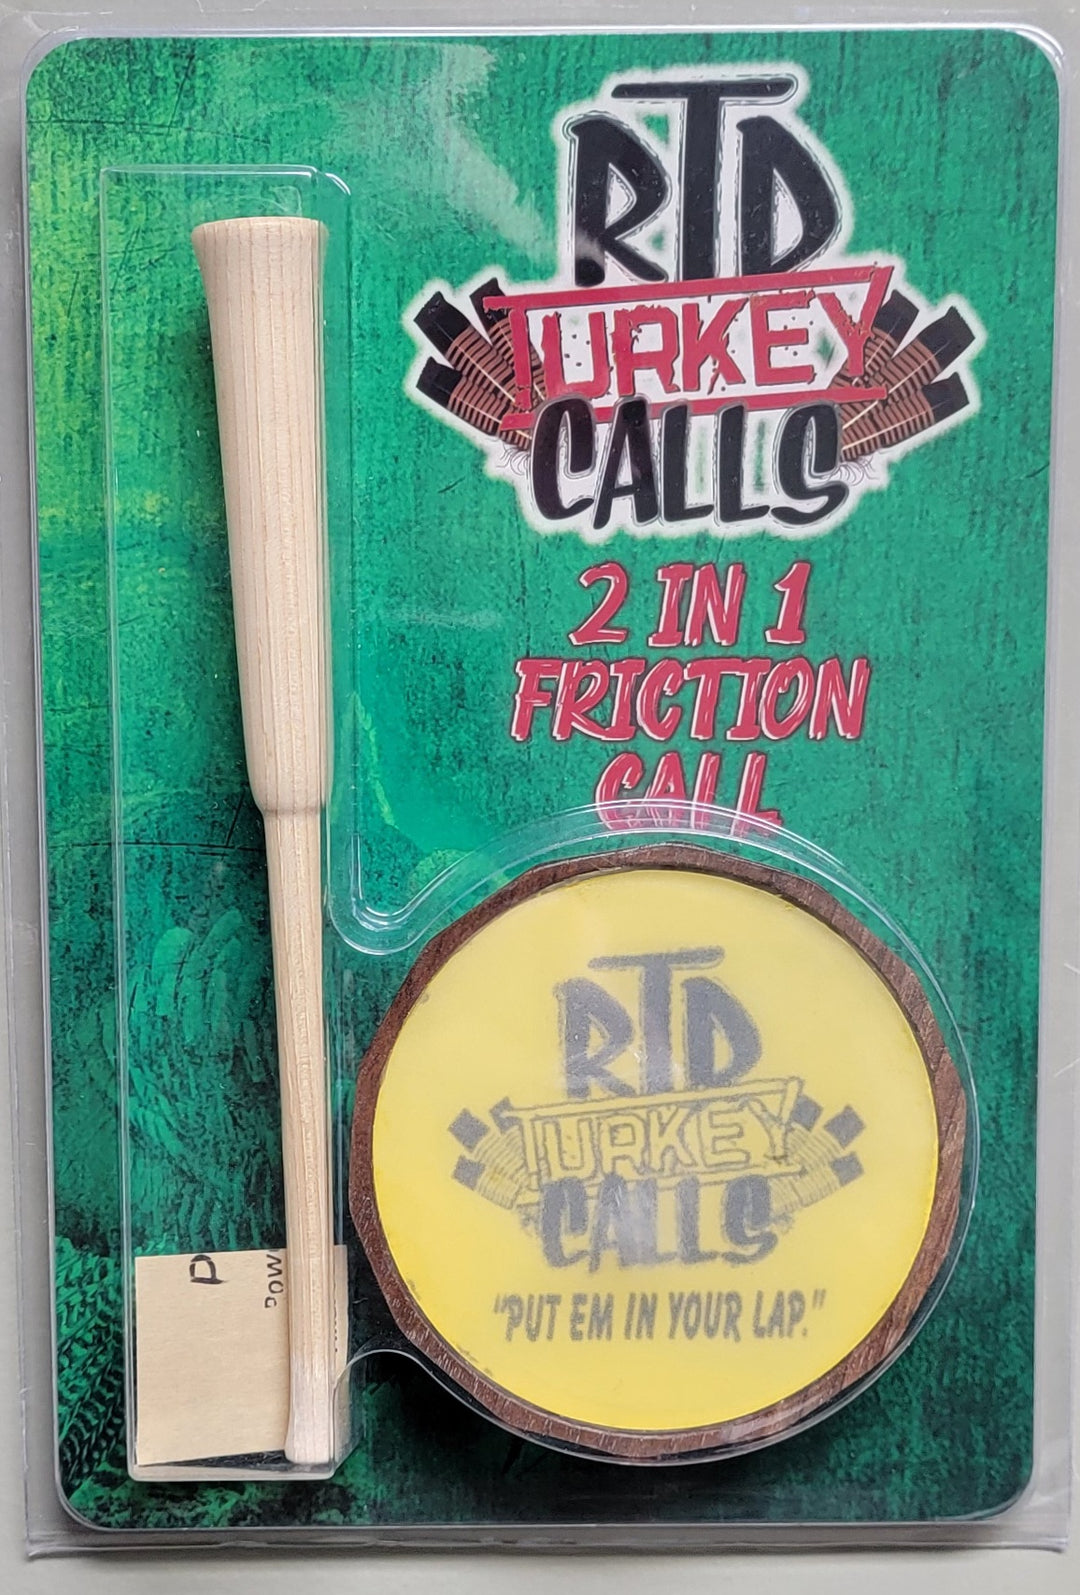 RTD
TURKEY
CALLS
2 IN 1
FRICTION
CALL
RTD
TURKEY
CALLS
"PUT EM IN YOUR LAP."